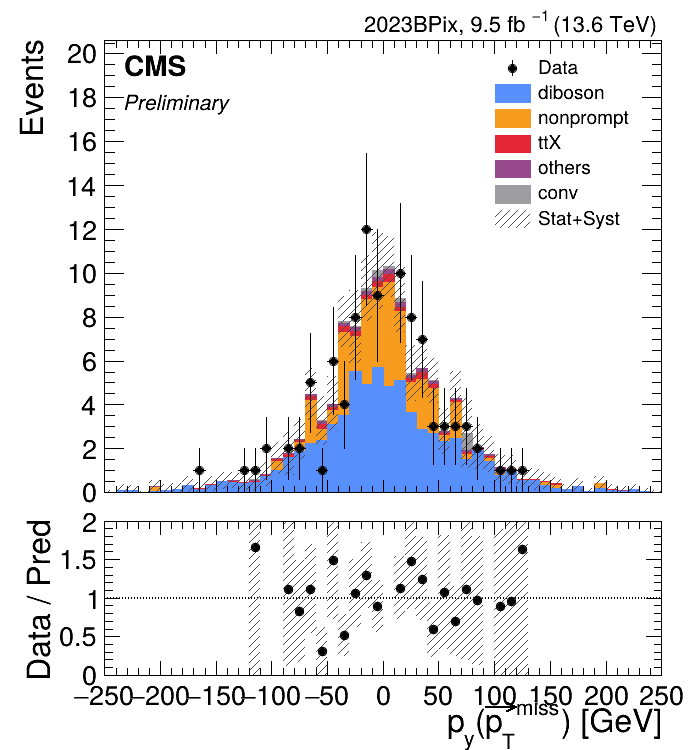 2023BPix, 9.5 fb⁻¹ (13.6 TeV)
CMS
Preliminary
Events
20
18
16
14
12
10
8
6
4
2
0
Data
diboson
nonprompt
ttX
others
conv
Stat+Syst
Data / Pred
2
1.5
1
0.5
0
−250 −200 −150 −100 −50 0 50 100 150 200 250
p_y(p_T^miss) [GeV]